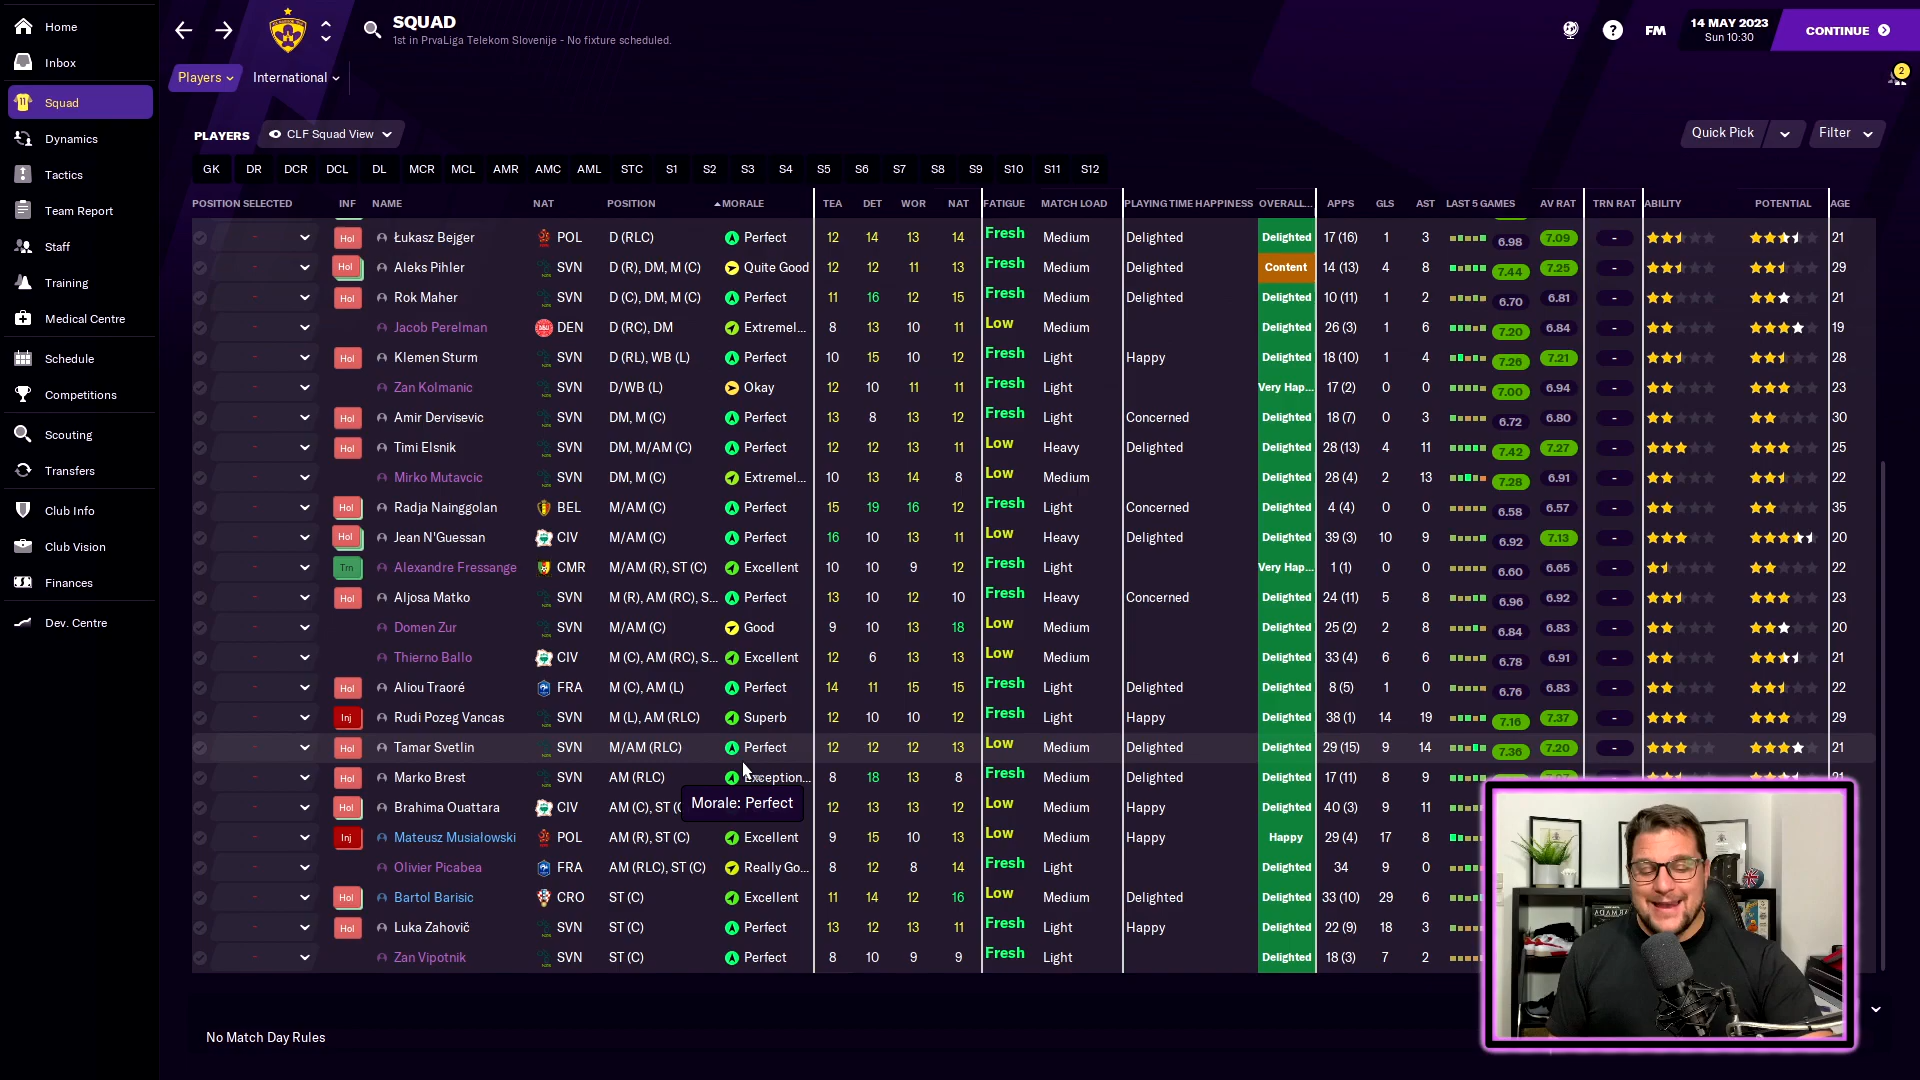 Home
Inbox
Squad
Dynamics
Tactics
Team Report
Staff
Training
Medical Centre
Schedule
Competitions
Scouting
Transfers
Club Info
Club Vision
Finances
Dev. Centre
SQUAD
1st in PrvaLiga Telekom Slovenije - No fixture scheduled.
FM
14 MAY 2023
Sun 10:30
CONTINUE
2
Players International
PLAYERS CLF Squad View Quick Pick Filter
GK DR DCR DCL DL MCR MCL AMR AMC AML STC S1 S2 S3 S4 S5 S6 S7 S8 S9 S10 S11 S12
POSITION SELECTED INF NAME NAT POSITION MORALE TEA DET WOR NAT FATIGUE MATCH LOAD PLAYING TIME HAPPINESS OVERALL... APPS GLS AST LAST 5 GAMES AV RAT TRN RAT ABILITY POTENTIAL AGE
- Hol Łukasz Bejger POL D (RLC) Perfect 12 14 13 14 Fresh Medium Delighted Delighted 17 (16) 1 3 6.98 7.09 - 21
- Hol Aleks Pihler SVN D (R), DM, M (C) Quite Good 12 12 11 13 Fresh Medium Delighted Content 14 (13) 4 8 7.44 7.25 - 29
- Hol Rok Maher SVN D (C), DM, M (C) Perfect 11 16 12 15 Fresh Medium Delighted Delighted 10 (11) 1 2 6.70 6.81 - 21
- Jacob Perelman DEN D (RC), DM Extremel... 8 13 10 11 Low Medium Delighted 26 (3) 1 6 7.20 6.84 - 19
- Hol Klemen Sturm SVN D (RL), WB (L) Perfect 10 15 10 12 Fresh Light Happy Delighted 18 (10) 1 4 7.26 7.21 - 28
- Zan Kolmanic SVN D/WB (L) Okay 12 10 11 11 Fresh Light Very Hap... 17 (2) 0 0 7.00 6.94 - 23
- Hol Amir Dervisevic SVN DM, M (C) Perfect 13 8 13 12 Fresh Light Concerned Delighted 18 (7) 0 3 6.72 6.80 - 30
- Hol Timi Elsnik SVN DM, M/AM (C) Perfect 12 12 13 11 Low Heavy Delighted Delighted 28 (13) 4 11 7.42 7.27 - 25
- Mirko Mutavcic SVN DM, M (C) Extremel... 10 13 14 8 Low Medium Delighted 28 (4) 2 13 7.28 6.91 - 22
- Hol Radja Nainggolan BEL M/AM (C) Perfect 15 19 16 12 Fresh Light Concerned Delighted 4 (4) 0 0 6.58 6.57 - 35
- Hol Jean N'Guessan CIV M/AM (C) Perfect 16 10 13 11 Low Heavy Delighted Delighted 39 (3) 10 9 6.92 7.13 - 20
- Trn Alexandre Fressange CMR M/AM (R), ST (C) Excellent 10 10 9 12 Fresh Light Very Hap... 1 (1) 0 0 6.60 6.65 - 22
- Hol Aljosa Matko SVN M (R), AM (RC), S... Perfect 13 10 12 10 Fresh Heavy Concerned Delighted 24 (11) 5 8 6.96 6.92 - 23
- Domen Zur SVN M/AM (C) Good 9 10 13 18 Low Medium Delighted 25 (2) 2 8 6.84 6.83 - 20
- Thierno Ballo CIV M (C), AM (RC), S... Excellent 12 6 13 13 Low Medium Delighted 33 (4) 6 6 6.78 6.91 - 21
- Hol Aliou Traoré FRA M (C), AM (L) Perfect 14 11 15 15 Fresh Light Delighted Delighted 8 (5) 1 0 6.76 6.83 - 22
- Inj Rudi Pozeg Vancas SVN M (L), AM (RLC) Superb 12 10 10 12 Fresh Light Happy Delighted 38 (1) 14 19 7.16 7.37 - 29
- Hol Tamar Svetlin SVN M/AM (RLC) Perfect 12 12 12 13 Low Medium Delighted Delighted 29 (15) 9 14 7.36 7.20 - 21
- Hol Marko Brest SVN AM (RLC) Exception... 8 18 13 8 Fresh Medium Delighted Delighted 17 (11) 8 9
Morale: Perfect
- Hol Brahima Ouattara CIV AM (C), ST 12 13 13 12 Low Medium Happy Delighted 40 (3) 9 11
- Inj Mateusz Musialowski POL AM (R), ST (C) Excellent 9 15 10 13 Low Medium Happy Happy 29 (4) 17 8
- Olivier Picabea FRA AM (RLC), ST (C) Really Go... 8 12 8 14 Fresh Light Delighted 34 9 0
- Hol Bartol Barisic CRO ST (C) Excellent 11 14 12 16 Low Medium Delighted Delighted 33 (10) 29 6
- Hol Luka Zahovič SVN ST (C) Perfect 13 12 13 11 Fresh Light Happy Delighted 22 (9) 18 3
- Zan Vipotnik SVN ST (C) Perfect 8 10 9 9 Fresh Light Delighted 18 (3) 7 2
No Match Day Rules